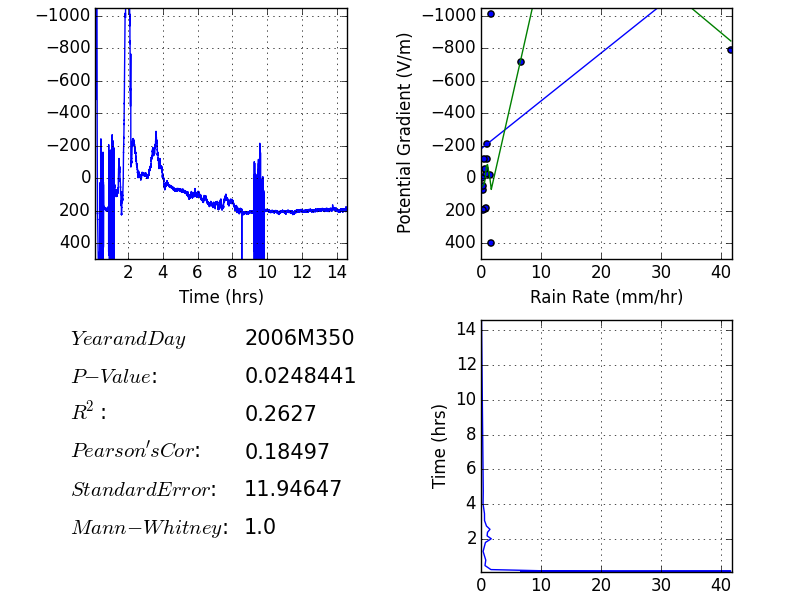 −1000
−800
−600
−400
−200
0
200
400
2 4 6 8 10 12 14
Time (hrs)
Potential Gradient (V/m)
−1000
−800
−600
−400
−200
0
200
400
0 10 20 30 40
Rain Rate (mm/hr)
YearandDay 2006M350
P−Value: 0.0248441
R²: 0.2627
Pearson'sCor: 0.18497
StandardError: 11.94647
Mann−Whitney: 1.0
Time (hrs)
14
12
10
8
6
4
2
0 10 20 30 40